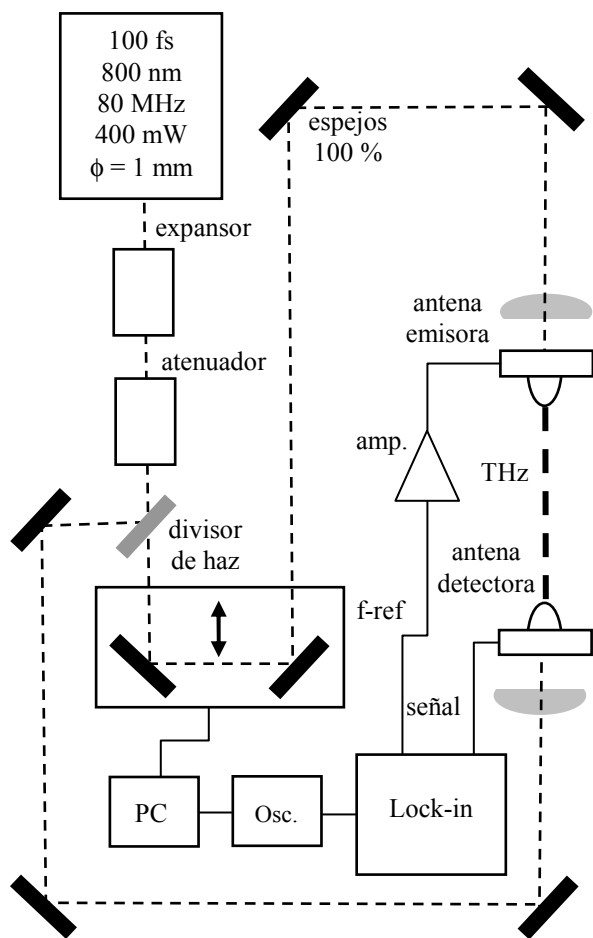 100 fs
800 nm
80 MHz
400 mW
ϕ = 1 mm
expansor
atenuador
divisor
de haz
espejos
100 %
antena
emisora
amp.
THz
antena
detectora
f-ref
señal
PC
Osc.
Lock-in